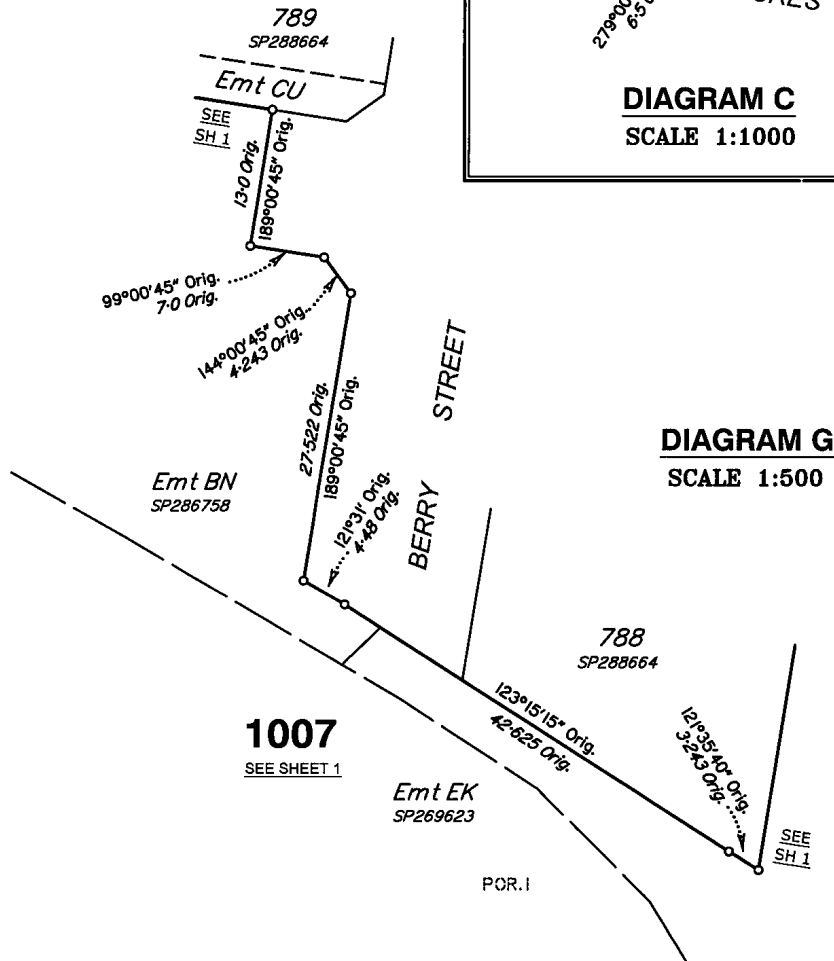 789
SP288664
Emt CU
SEE
SH 1
13·0 Orig.
189°00'45" Orig.
99°00'45" Orig.
7·0 Orig.
144°00'45" Orig.
4·243 Orig.
27·522 Orig.
189°00'45" Orig.
121°31' Orig.
4·48 Orig.
BERRY STREET
Emt BN
SP286758
279°00
6·5
DIAGRAM C
SCALE 1:1000
DIAGRAM G
SCALE 1:500
788
SP288664
123°15'15" Orig.
42·625 Orig.
121°35'40" Orig.
3·243 Orig.
SEE
SH 1
1007
SEE SHEET 1
Emt EK
SP269623
POR.1